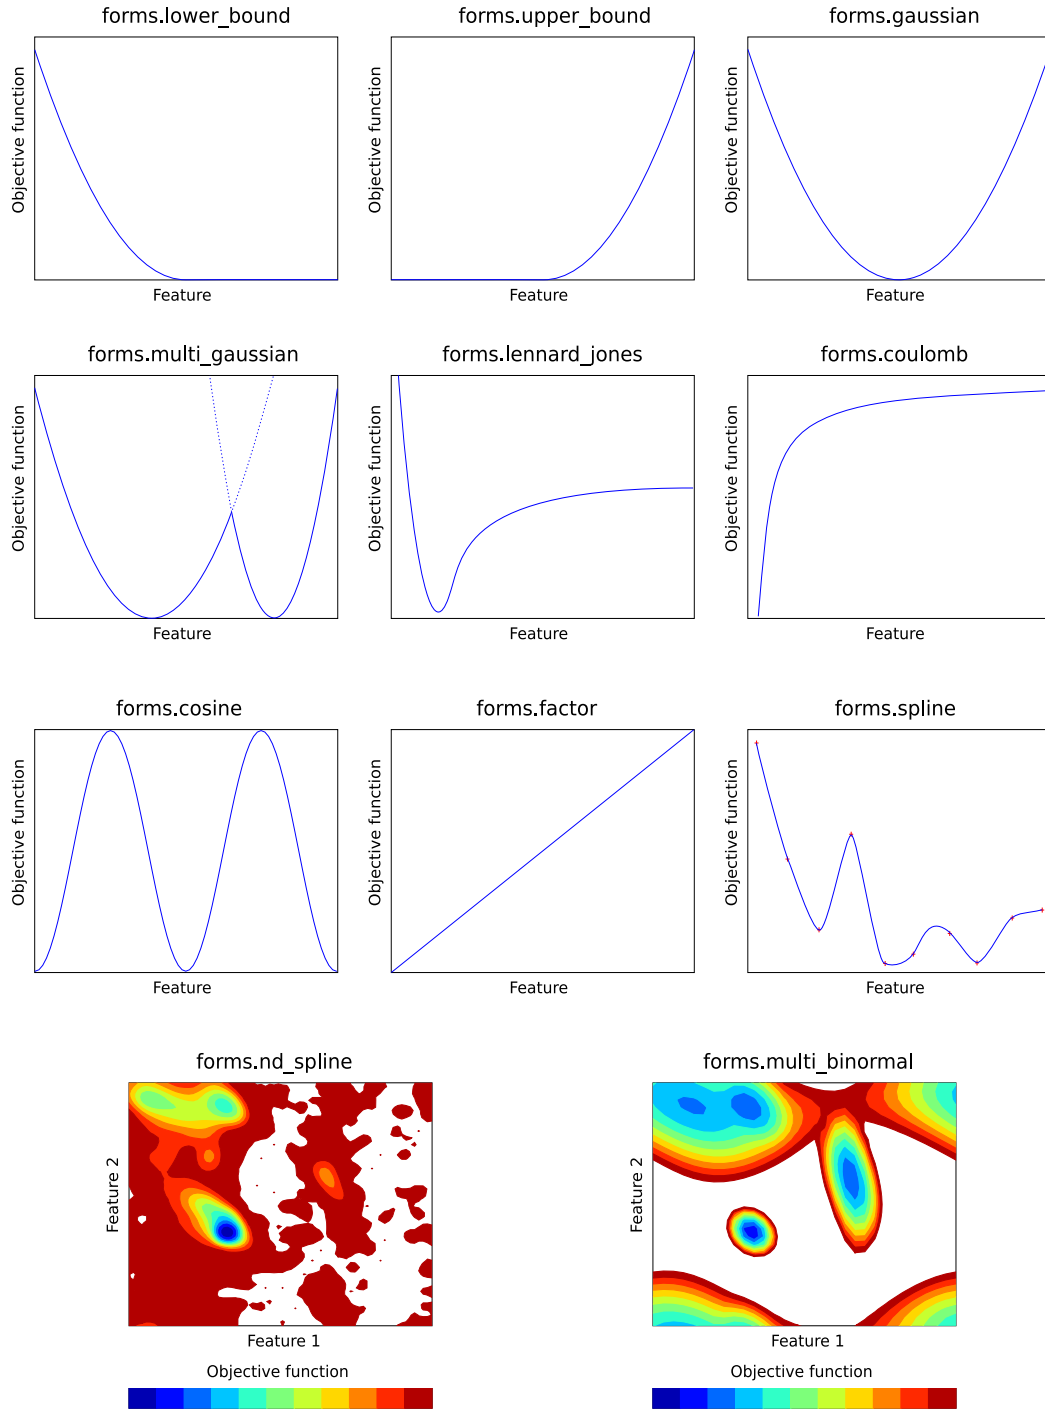 forms.lower_bound
forms.upper_bound
forms.gaussian
Objective function
Objective function
Objective function
Feature
Feature
Feature
forms.multi_gaussian
forms.lennard_jones
forms.coulomb
Objective function
Objective function
Objective function
Feature
Feature
Feature
forms.cosine
forms.factor
forms.spline
Objective function
Objective function
Objective function
Feature
Feature
Feature
forms.nd_spline
forms.multi_binormal
Feature 2
Feature 2
Feature 1
Feature 1
Objective function
Objective function